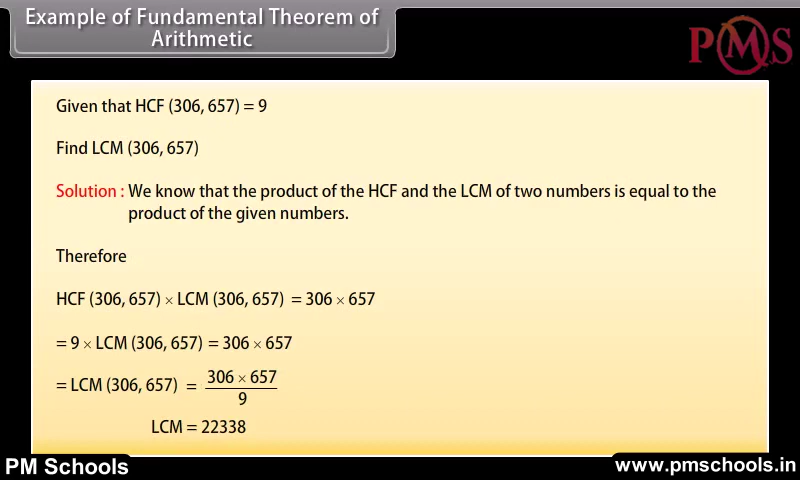 Example of Fundamental Theorem of
Arithmetic
PMS
Given that HCF (306, 657) = 9
Find LCM (306, 657)
Solution : We know that the product of the HCF and the LCM of two numbers is equal to the
product of the given numbers.
Therefore
HCF (306, 657) × LCM (306, 657) = 306 × 657
= 9 × LCM (306, 657) = 306 × 657
= LCM (306, 657) = 306 × 657
9
LCM = 22338
PM Schools
www.pmschools.in